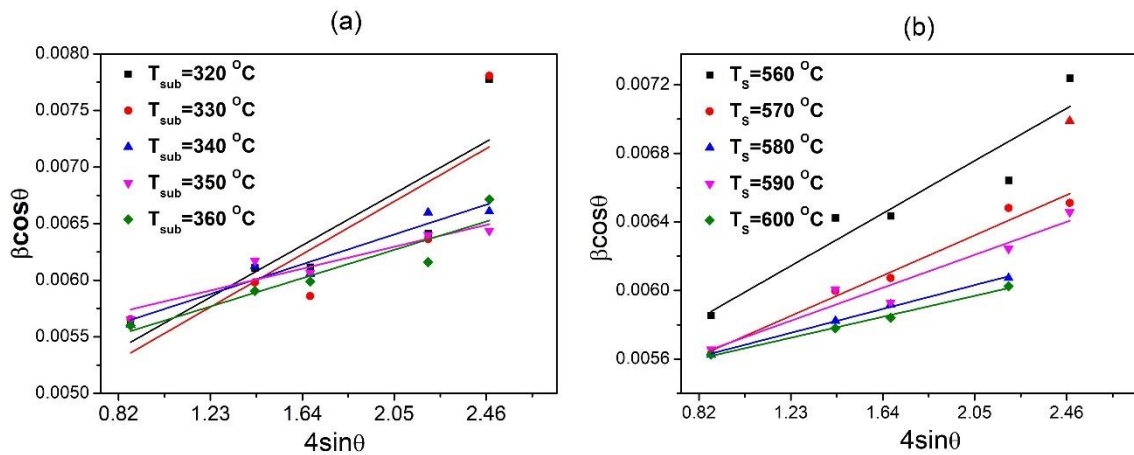 (a)
βcosθ
0.0080
0.0075
0.0070
0.0065
0.0060
0.0055
0.0050
T_sub=320 °C
T_sub=330 °C
T_sub=340 °C
T_sub=350 °C
T_sub=360 °C
0.82 1.23 1.64 2.05 2.46
4sinθ
(b)
βcosθ
0.0072
0.0068
0.0064
0.0060
0.0056
T_S=560 °C
T_S=570 °C
T_S=580 °C
T_S=590 °C
T_S=600 °C
0.82 1.23 1.64 2.05 2.46
4sinθ